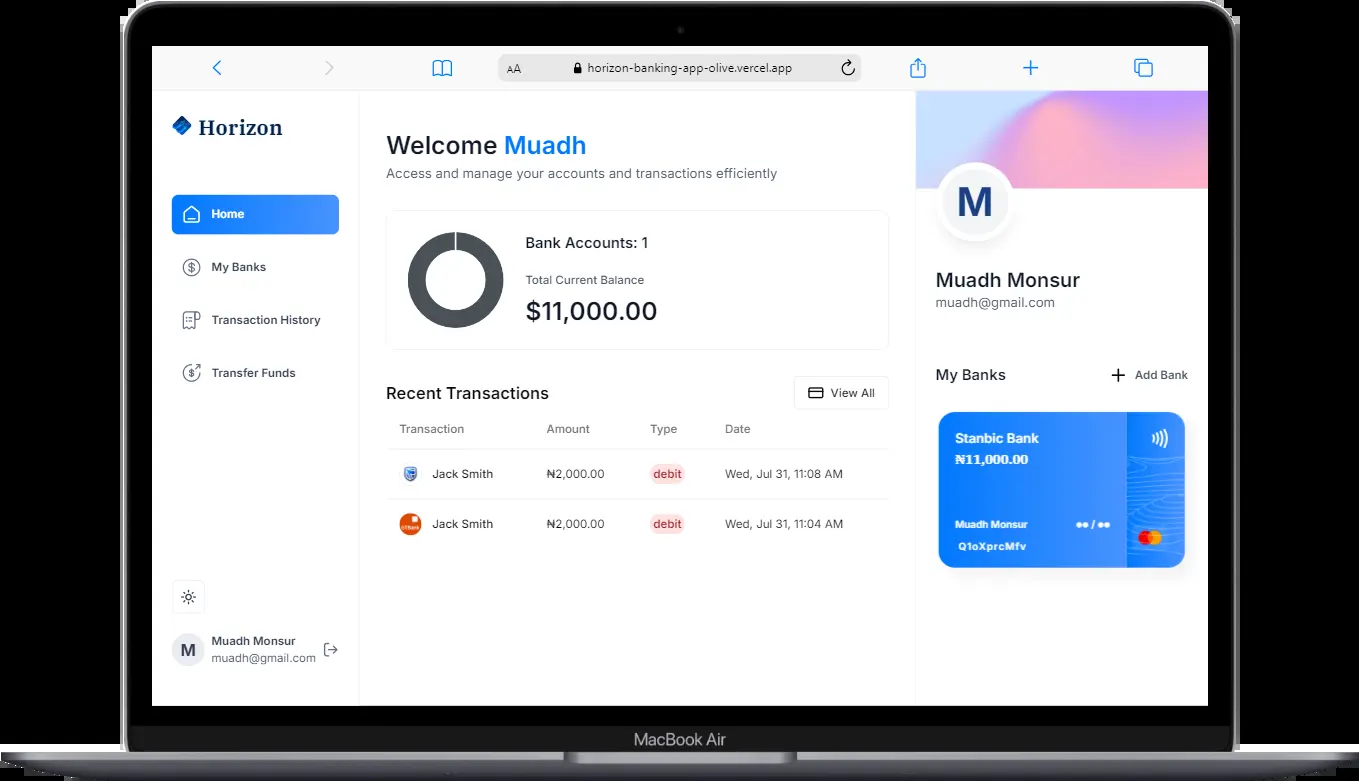 AA
horizon-banking-app-olive.vercel.app
Horizon
Home
My Banks
Transaction History
Transfer Funds
M
Muadh Monsur
muadh@gmail.com
Welcome Muadh
Access and manage your accounts and transactions efficiently
Bank Accounts: 1
Total Current Balance
$11,000.00
Recent Transactions
View All
Transaction Amount Type Date
Jack Smith ₦2,000.00 debit Wed, Jul 31, 11:08 AM
GTBank
Jack Smith ₦2,000.00 debit Wed, Jul 31, 11:04 AM
M
Muadh Monsur
muadh@gmail.com
My Banks
Add Bank
Stanbic Bank
₦11,000.00
Muadh Monsur ●● / ●●
Q1oXprcMfv
MacBook Air